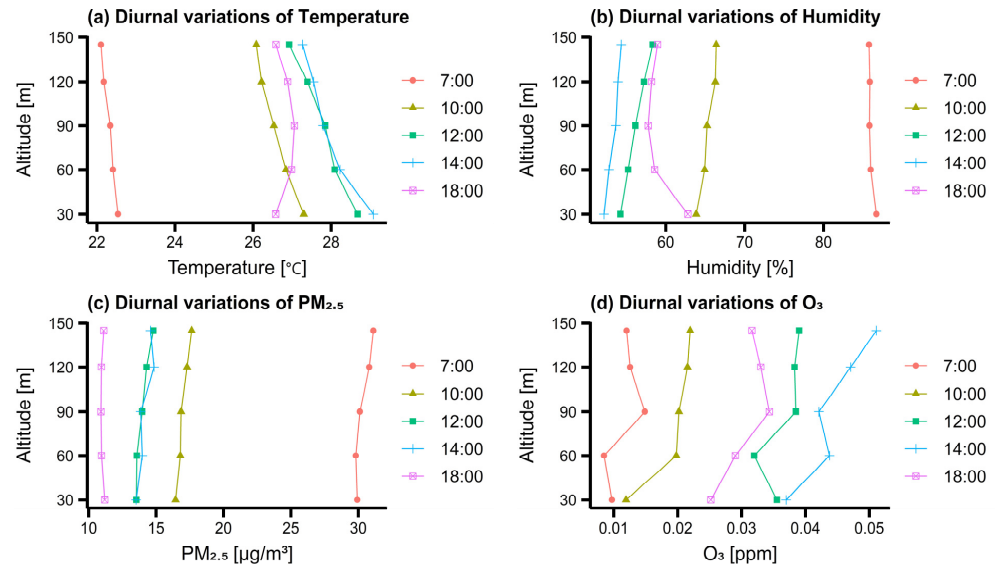 (a) Diurnal variations of Temperature
150
120
90
60
30
Altitude [m]
22 24 26 28
Temperature [℃]
7:00
10:00
12:00
14:00
18:00
(b) Diurnal variations of Humidity
150
120
90
60
30
Altitude [m]
60 70 80
Humidity [%]
7:00
10:00
12:00
14:00
18:00
(c) Diurnal variations of PM₂.₅
150
120
90
60
30
Altitude [m]
10 15 20 25 30
PM₂.₅ [µg/m³]
7:00
10:00
12:00
14:00
18:00
(d) Diurnal variations of O₃
150
120
90
60
30
Altitude [m]
0.01 0.02 0.03 0.04 0.05
O₃ [ppm]
7:00
10:00
12:00
14:00
18:00